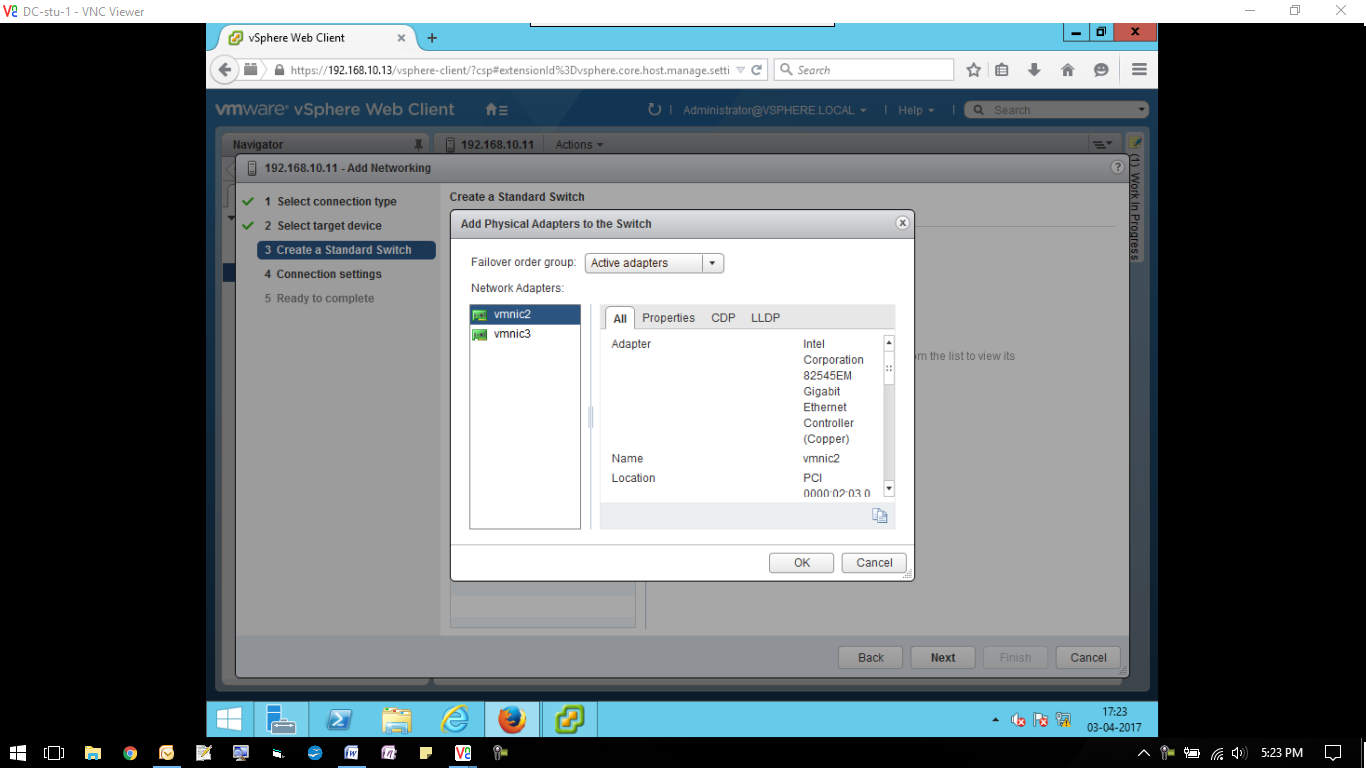 DC-stu-1 - VNC Viewer
vSphere Web Client
https://192.168.10.13/vsphere-client/?csp#extensionId%3Dvsphere.core.host.manage.setti
Search
vmware® vSphere Web Client
Administrator@VSPHERE.LOCAL
Help
Search
Navigator
192.168.10.11
Actions
(1) Work In Progress
192.168.10.11 - Add Networking
?
1 Select connection type
2 Select target device
3 Create a Standard Switch
4 Connection settings
5 Ready to complete
Create a Standard Switch
Add Physical Adapters to the Switch
Failover order group: Active adapters
Network Adapters:
vmnic2
vmnic3
All Properties CDP LLDP
Adapter Intel
Corporation
82545EM
Gigabit
Ethernet
Controller
(Copper)
Name vmnic2
Location PCI
0000:02:03.0
om the list to view its
OK Cancel
Back Next Finish Cancel
17:23
03-04-2017
5:23 PM